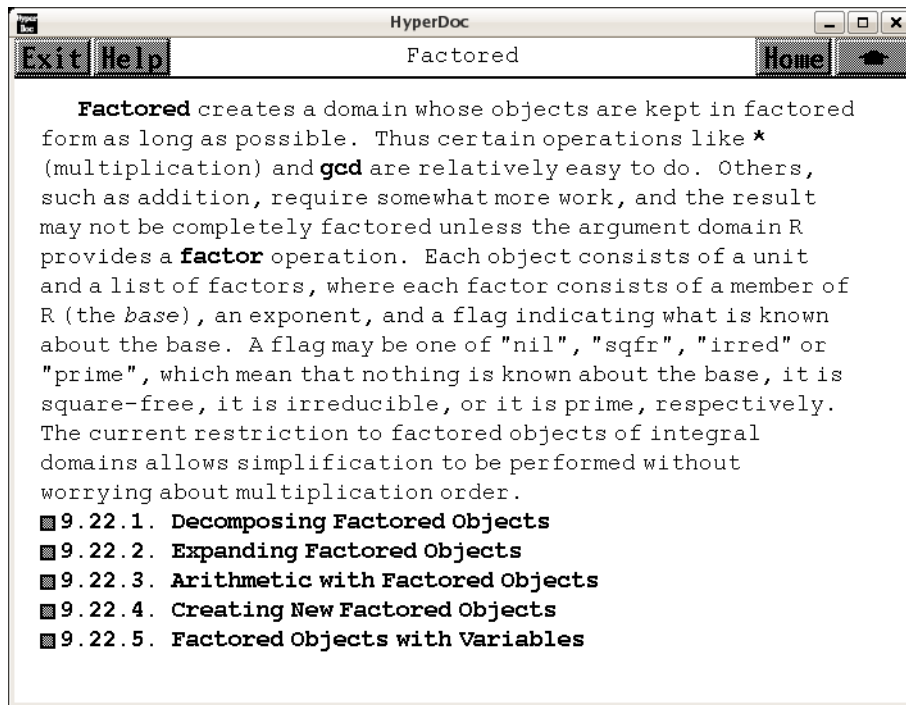 HyperDoc
Exit Help Factored Home
Factored creates a domain whose objects are kept in factored
form as long as possible. Thus certain operations like *
(multiplication) and gcd are relatively easy to do. Others,
such as addition, require somewhat more work, and the result
may not be completely factored unless the argument domain R
provides a factor operation. Each object consists of a unit
and a list of factors, where each factor consists of a member of
R (the base), an exponent, and a flag indicating what is known
about the base. A flag may be one of "nil", "sqfr", "irred" or
"prime", which mean that nothing is known about the base, it is
square-free, it is irreducible, or it is prime, respectively.
The current restriction to factored objects of integral
domains allows simplification to be performed without
worrying about multiplication order.
9.22.1. Decomposing Factored Objects
9.22.2. Expanding Factored Objects
9.22.3. Arithmetic with Factored Objects
9.22.4. Creating New Factored Objects
9.22.5. Factored Objects with Variables